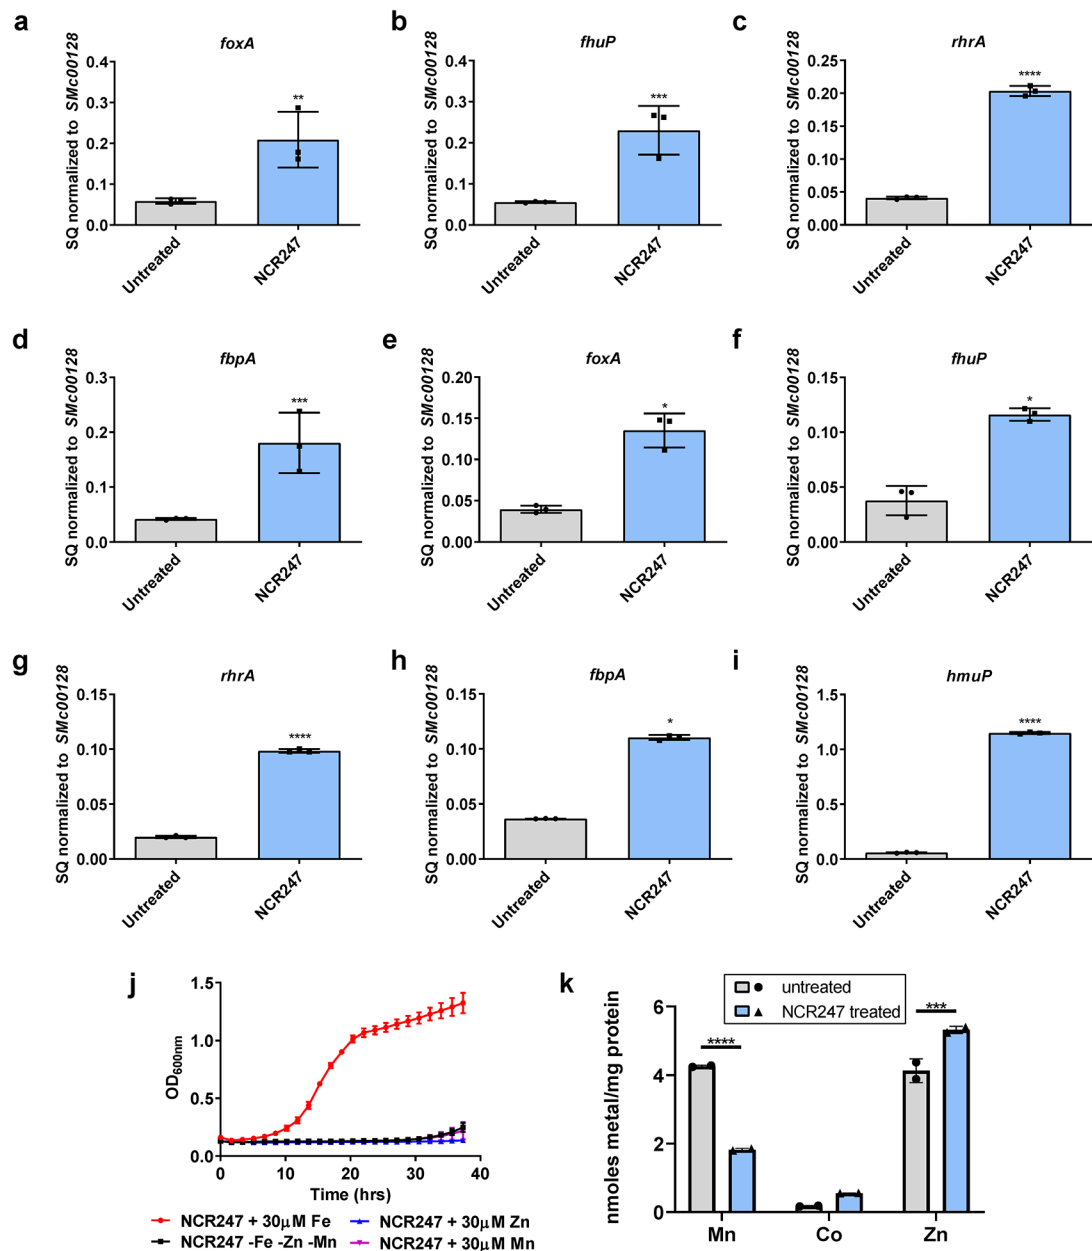 a
foxA
SQ normalized to SMc00128
0.4
0.3
0.2
0.1
0.0
**
Untreated
NCR247
b
fhuP
SQ normalized to SMc00128
0.4
0.3
0.2
0.1
0.0
***
Untreated
NCR247
c
rhrA
SQ normalized to SMc00128
0.20
0.15
0.10
0.05
0.00
****
Untreated
NCR247
d
fbpA
SQ normalized to SMc00128
0.3
0.2
0.1
0.0
***
Untreated
NCR247
e
foxA
SQ normalized to SMc00128
0.20
0.15
0.10
0.05
0.00
*
Untreated
NCR247
f
fhuP
SQ normalized to SMc00128
0.15
0.10
0.05
0.00
*
Untreated
NCR247
g
rhrA
SQ normalized to SMc00128
0.15
0.10
0.05
0.00
****
Untreated
NCR247
h
fbpA
SQ normalized to SMc00128
0.15
0.10
0.05
0.00
*
Untreated
NCR247
i
hmuP
SQ normalized to SMc00128
1.5
1.0
0.5
0.0
****
Untreated
NCR247
j
OD600nm
1.5
1.0
0.5
0.0
0 10 20 30 40
Time (hrs)
NCR247 + 30µM Fe
NCR247 + 30µM Zn
NCR247 -Fe -Zn -Mn
NCR247 + 30µM Mn
k
untreated
NCR247 treated
nmoles metal/mg protein
6
4
2
0
****
***
Mn Co Zn